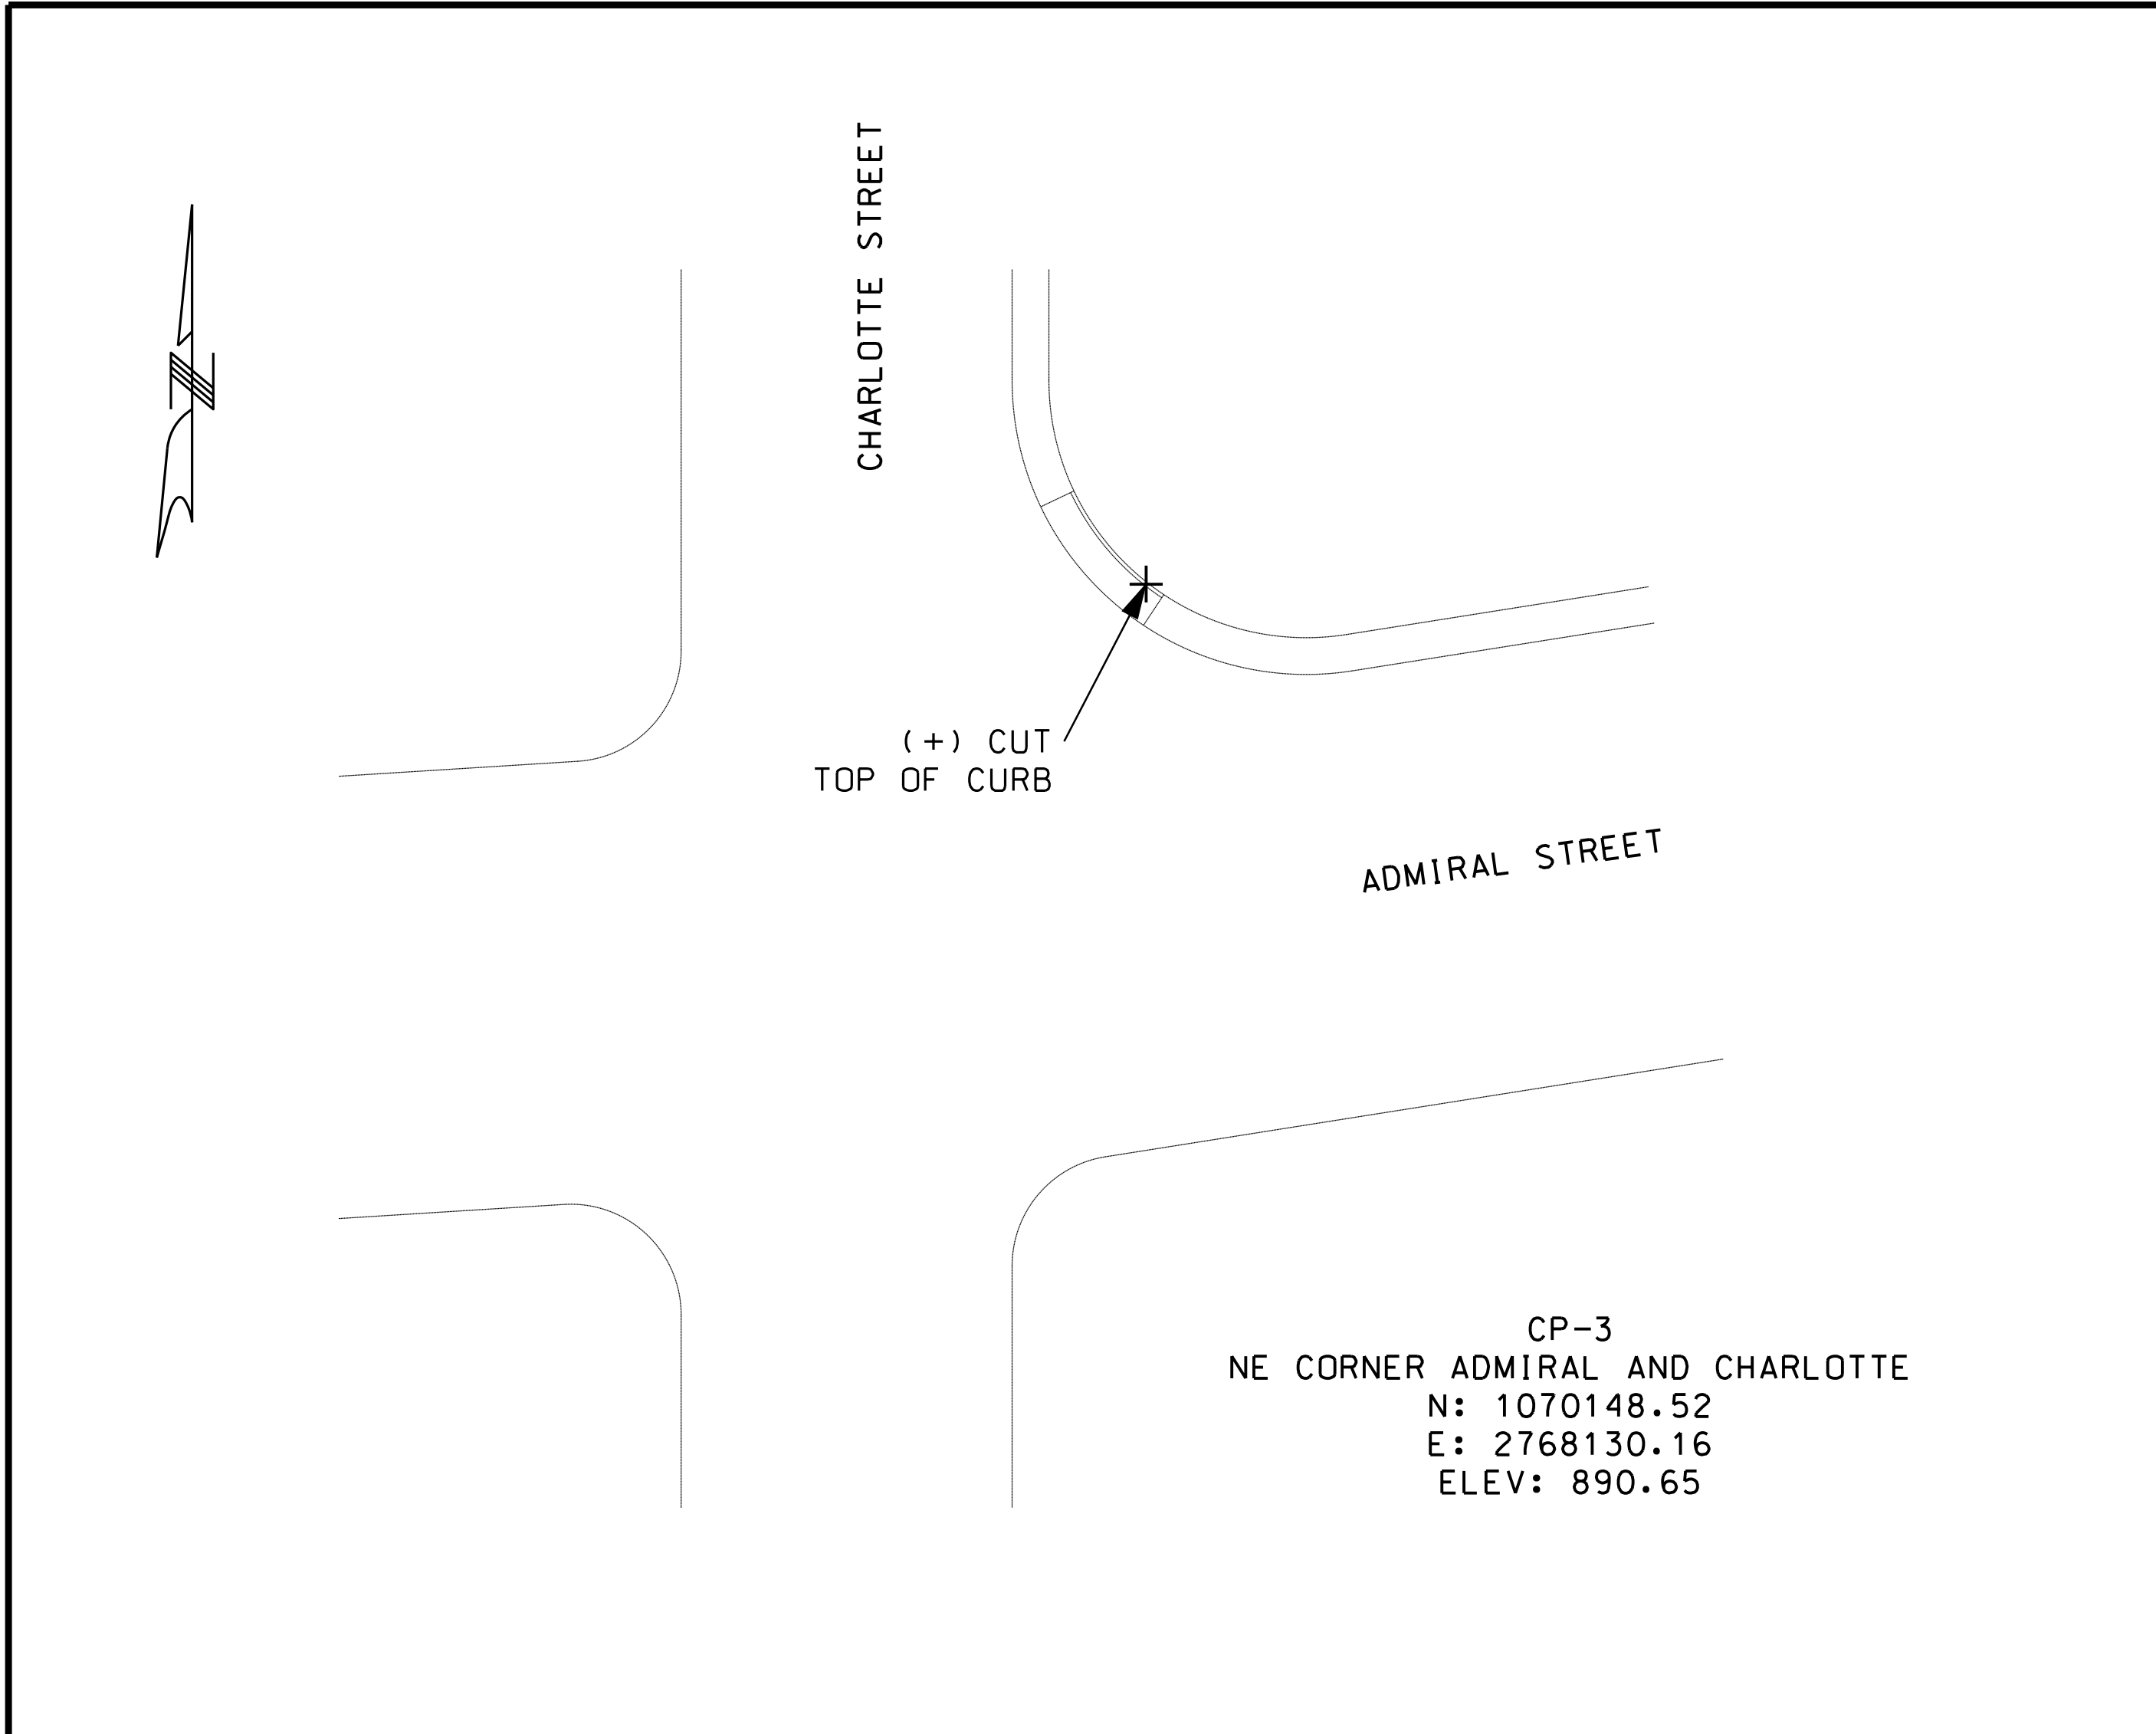 CHARLOTTE STREET
N
(+) CUT
TOP OF CURB
ADMIRAL STREET
CP-3
NE CORNER ADMIRAL AND CHARLOTTE
N: 1070148.52
E: 2768130.16
ELEV: 890.65